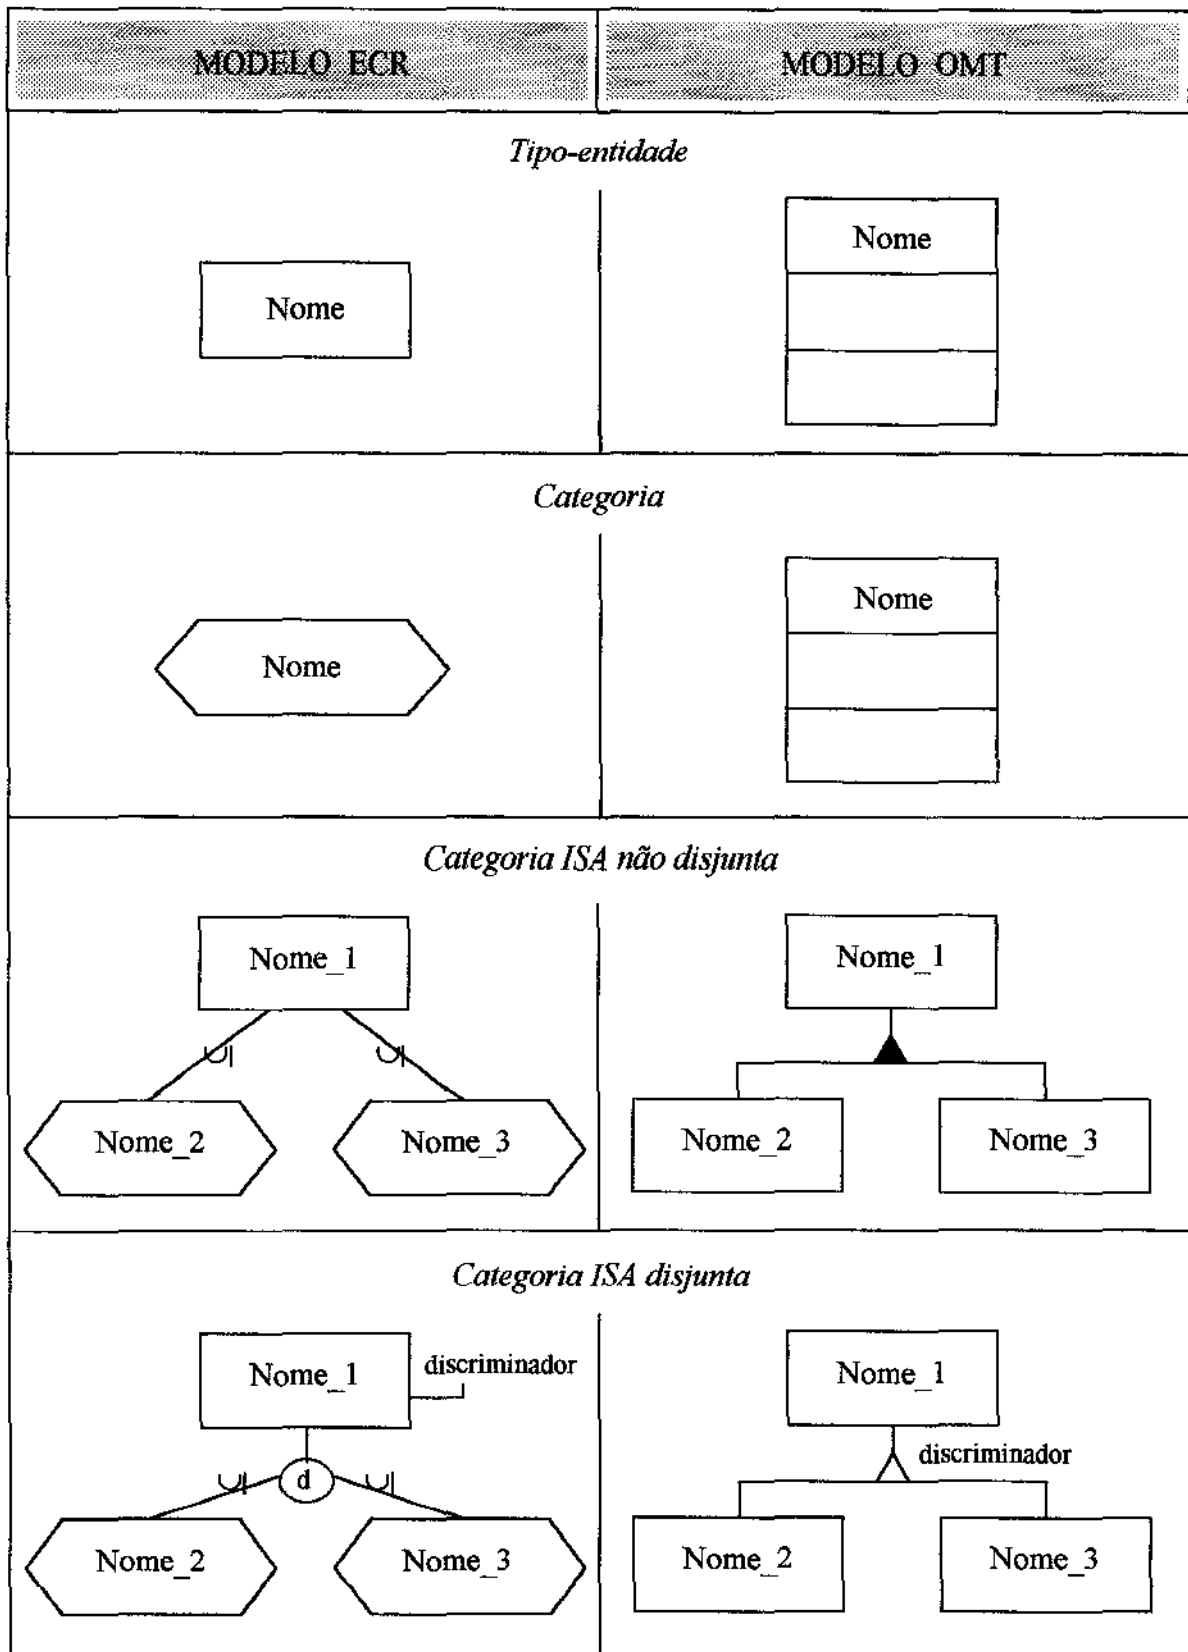 MODELO ECR
MODELO OMT
Tipo-entidade
Nome
Nome
Categoria
Nome
Nome
Categoria ISA não disjunta
Nome_1
Nome_1
Nome_2
Nome_3
Nome_2
Nome_3
Categoria ISA disjunta
Nome_1
discriminador
Nome_1
d
discriminador
Nome_2
Nome_3
Nome_2
Nome_3